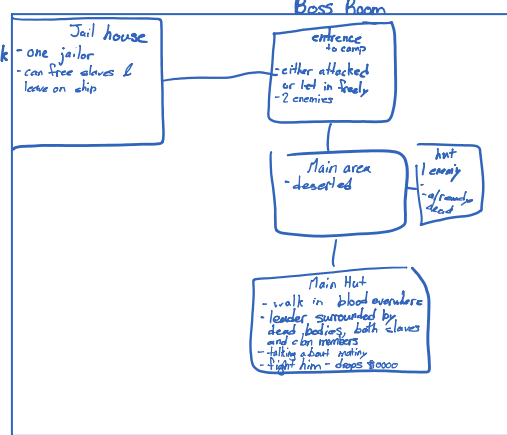 Boss Room
k
Jail house
- one jailor
- can free slaves &
leave on ship
entrence
to camp
- either attacked
or let in freely
- 2 enemies
Main area
- deserted
hut
1 enemy
-
- already
dead
Main Hut
- walk in blood everywhere
- leader surrounded by
dead bodies, both slaves
and clan members
- talking about mutiny
- fight him - drops $10000